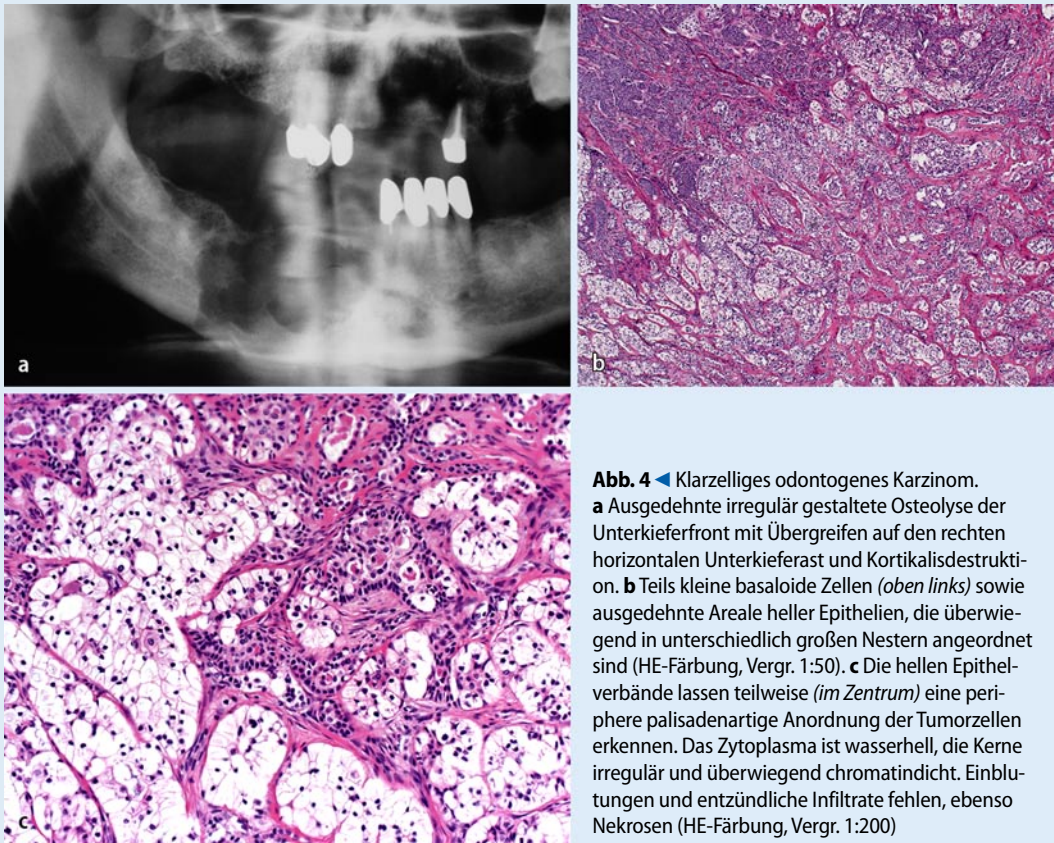 a
b
c
Abb. 4 ◀ Klarzelliges odontogenes Karzinom.
a Ausgedehnte irregulär gestaltete Osteolyse der
Unterkieferfront mit Übergreifen auf den rechten
horizontalen Unterkieferast und Kortikalisdestrukti-
on. b Teils kleine basaloide Zellen (oben links) sowie
ausgedehnte Areale heller Epithelien, die überwie-
gend in unterschiedlich großen Nestern angeordnet
sind (HE-Färbung, Vergr. 1:50). c Die hellen Epithel-
verbände lassen teilweise (im Zentrum) eine peri-
phere palisadenartige Anordnung der Tumorzellen
erkennen. Das Zytoplasma ist wasserhell, die Kerne
irregulär und überwiegend chromatindicht. Einblu-
tungen und entzündliche Infiltrate fehlen, ebenso
Nekrosen (HE-Färbung, Vergr. 1:200)